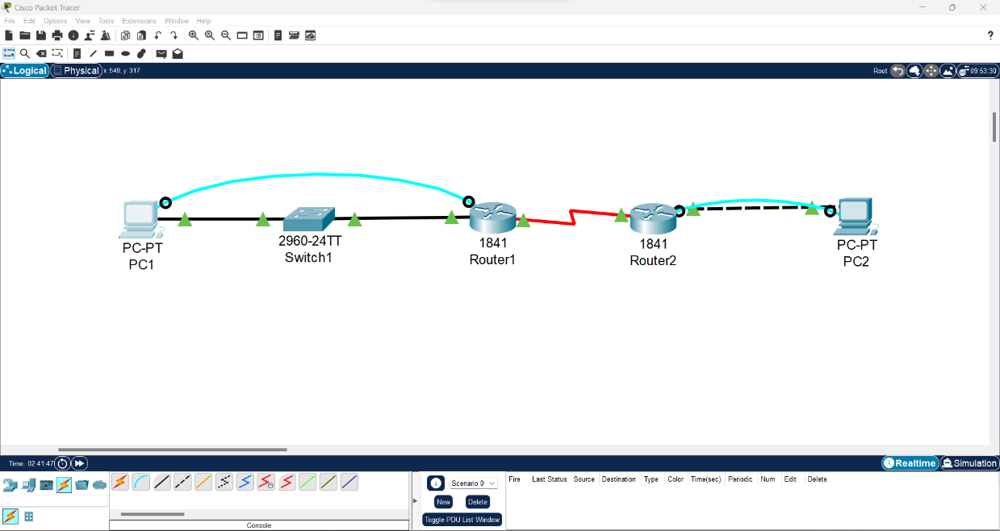 Cisco Packet Tracer
File Edit Options View Tools Extensions Window Help
?
Logical Physical x: 549, y: 317 Root 09:53:30
PC-PT
PC1
2960-24TT
Switch1
1841
Router1
1841
Router2
PC-PT
PC2
Time: 02:41:47 Realtime Simulation
Scenario 0
New Delete
Toggle PDU List Window
Fire Last Status Source Destination Type Color Time(sec) Periodic Num Edit Delete
Console